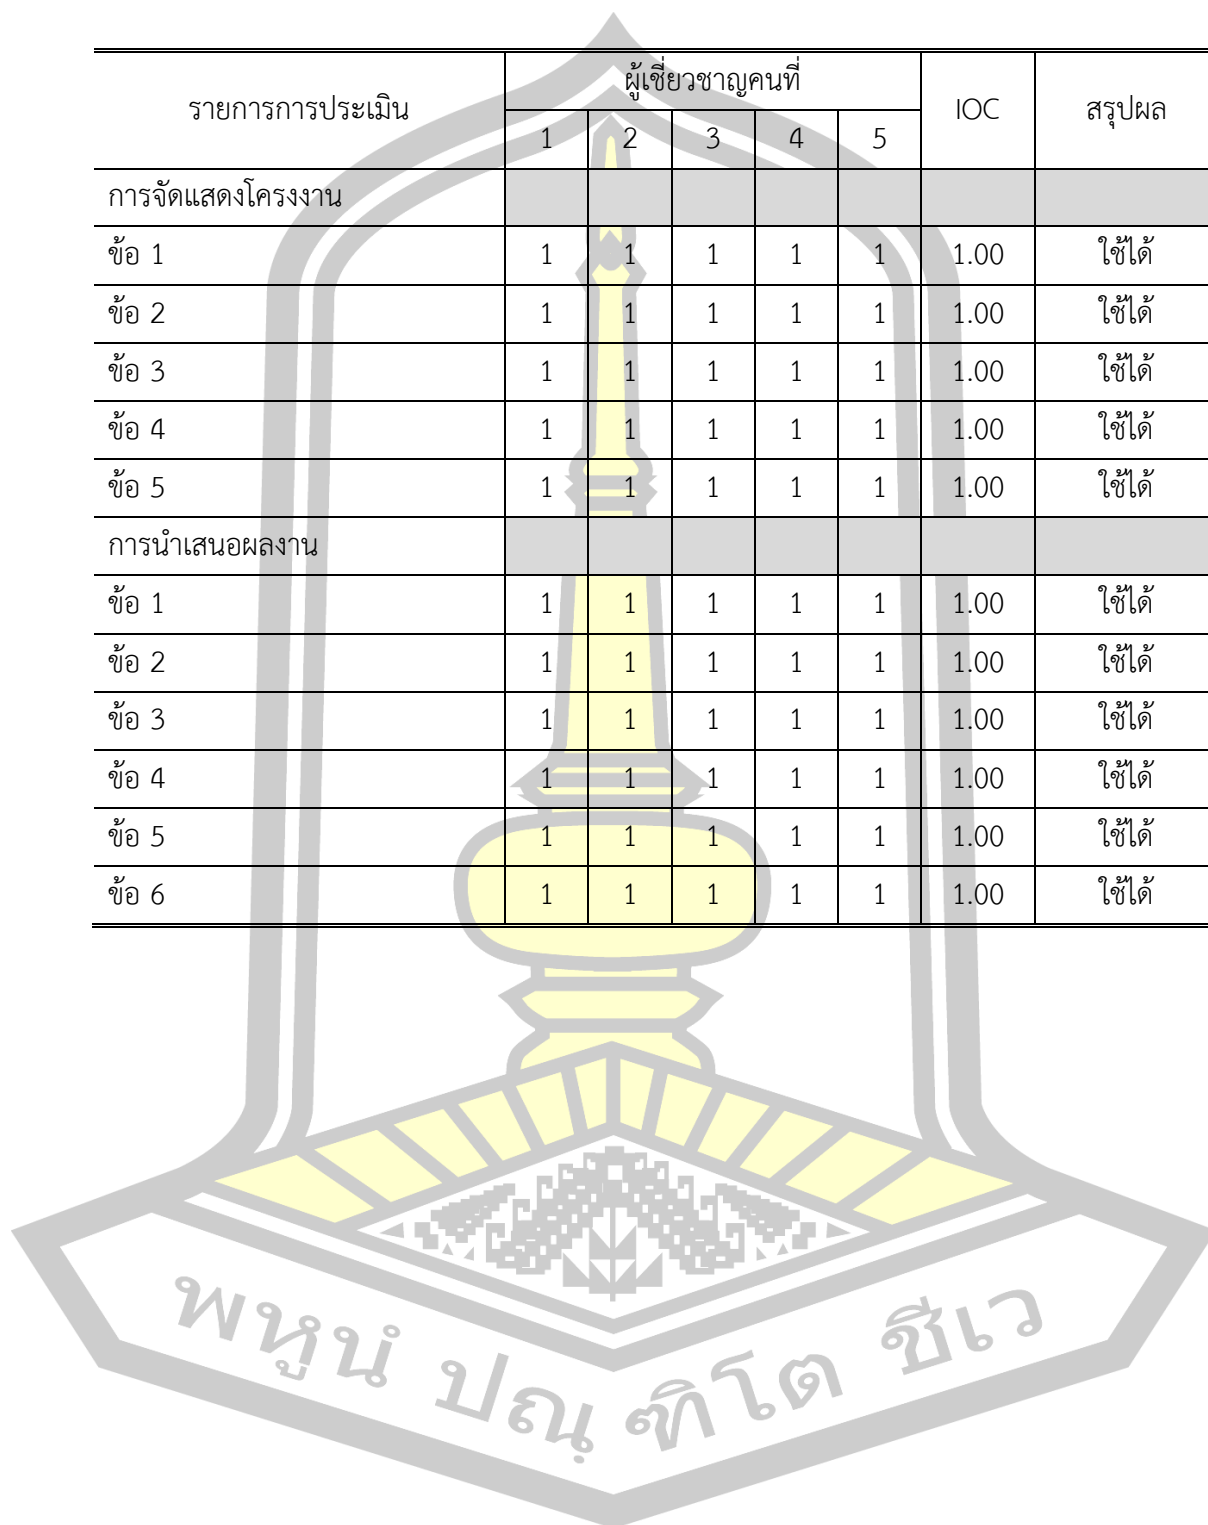 รายการการประเมิน ผู้เชี่ยวชาญคนที่ IOC สรุปผล
1 2 3 4 5
การจัดแสดงโครงงาน
ข้อ 1 1 1 1 1 1 1.00 ใช้ได้
ข้อ 2 1 1 1 1 1 1.00 ใช้ได้
ข้อ 3 1 1 1 1 1 1.00 ใช้ได้
ข้อ 4 1 1 1 1 1 1.00 ใช้ได้
ข้อ 5 1 1 1 1 1 1.00 ใช้ได้
การนำเสนอผลงาน
ข้อ 1 1 1 1 1 1 1.00 ใช้ได้
ข้อ 2 1 1 1 1 1 1.00 ใช้ได้
ข้อ 3 1 1 1 1 1 1.00 ใช้ได้
ข้อ 4 1 1 1 1 1 1.00 ใช้ได้
ข้อ 5 1 1 1 1 1 1.00 ใช้ได้
ข้อ 6 1 1 1 1 1 1.00 ใช้ได้
พหูนํ ปณฺฑิโต ชีเว